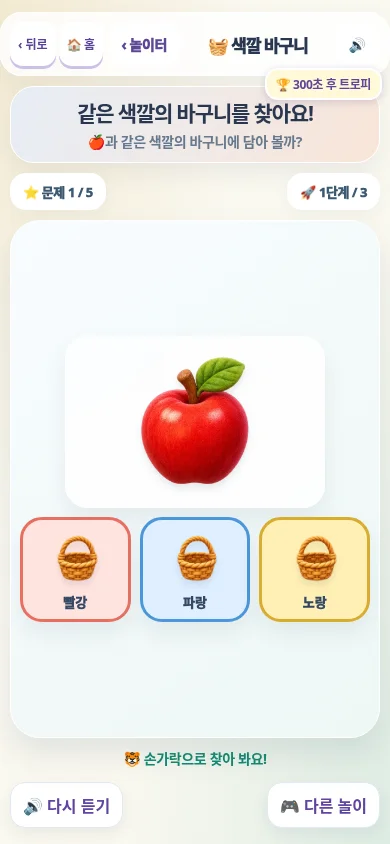 ‹ 뒤로
🏠 홈
‹ 놀이터
🧺 색깔 바구니
🔊
🏆 300초 후 트로피
같은 색깔의 바구니를 찾아요!
🍎과 같은 색깔의 바구니에 담아 볼까?
⭐ 문제 1 / 5
🚀 1단계 / 3
빨강
파랑
노랑
🐯 손가락으로 찾아 봐요!
🔊 다시 듣기
🎮 다른 놀이